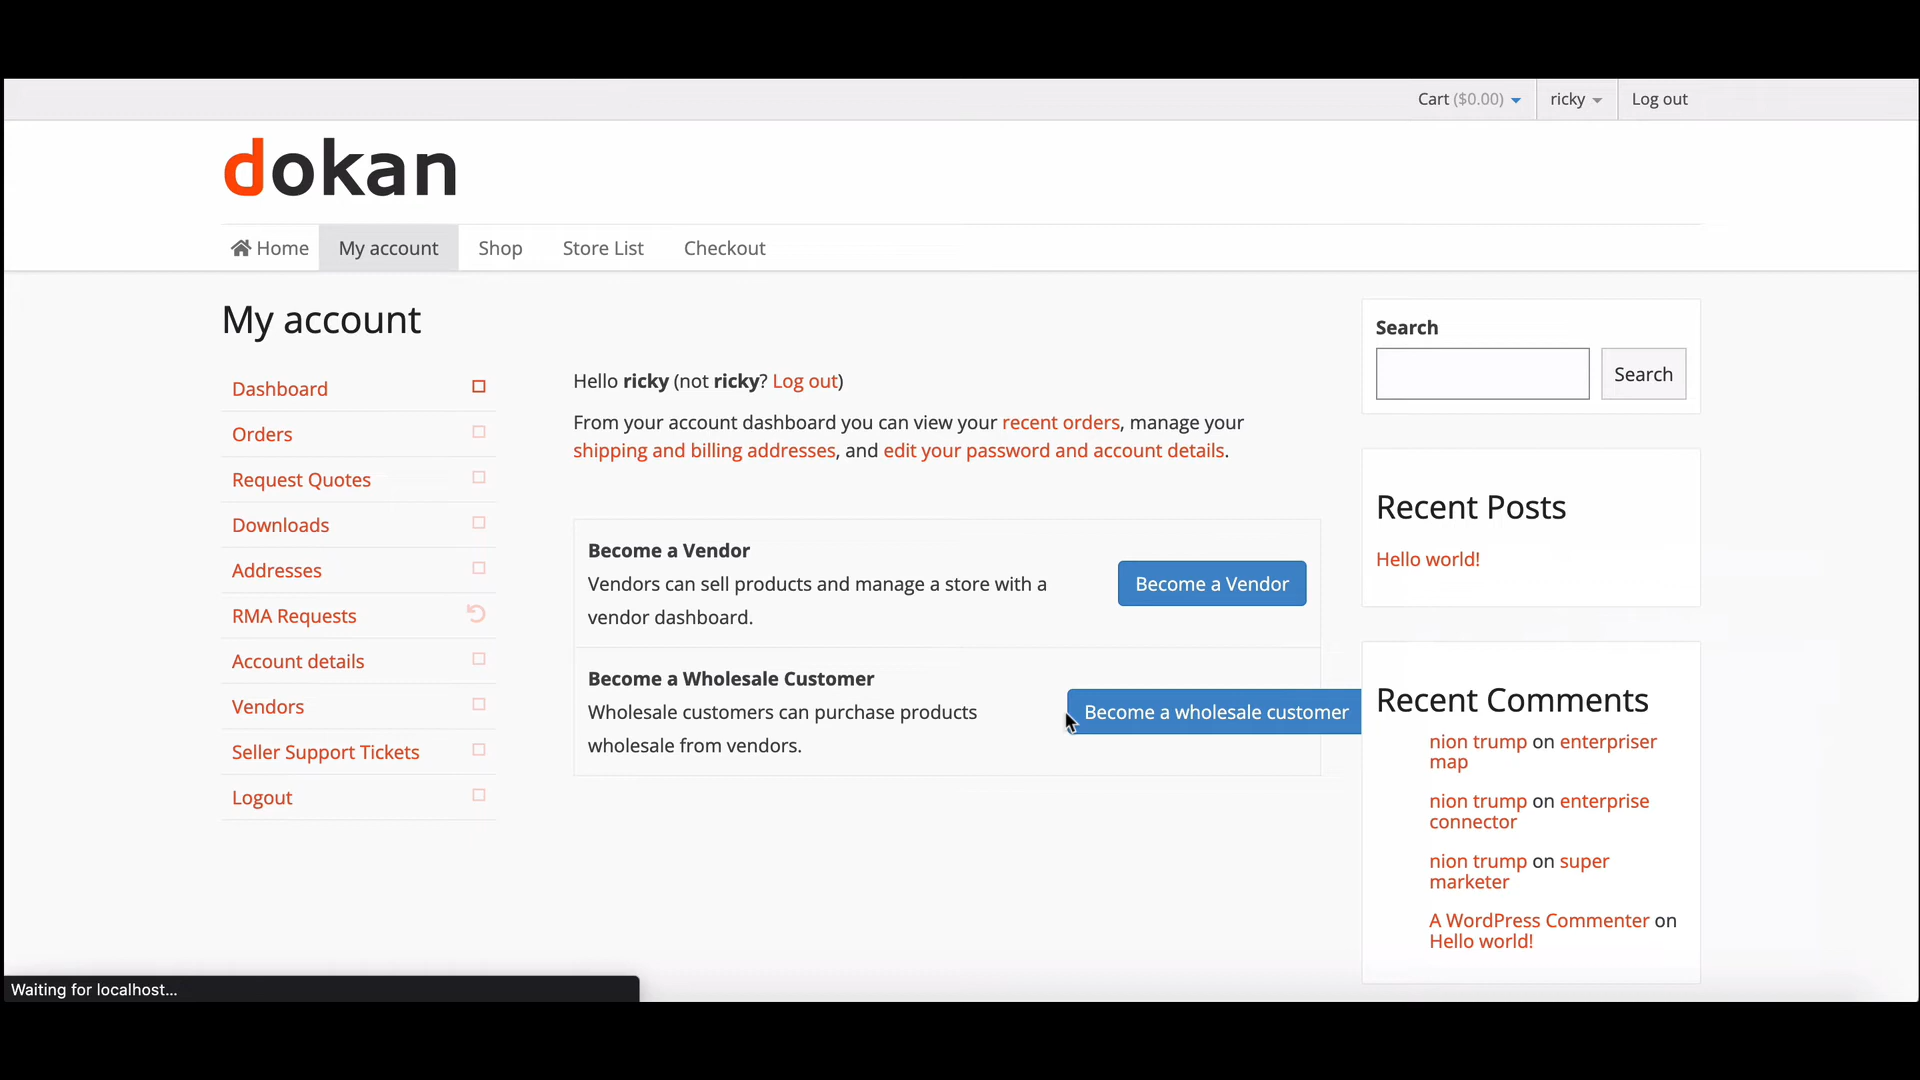 Cart ($0.00)
ricky
Log out
dokan
Home
My account
Shop
Store List
Checkout
My account
Dashboard
Orders
Request Quotes
Downloads
Addresses
RMA Requests
Account details
Vendors
Seller Support Tickets
Logout
Hello ricky (not ricky? Log out)
From your account dashboard you can view your recent orders, manage your
shipping and billing addresses, and edit your password and account details.
Become a Vendor
Vendors can sell products and manage a store with a
vendor dashboard.
Become a Vendor
Become a Wholesale Customer
Wholesale customers can purchase products
wholesale from vendors.
Become a wholesale customer
Search
Search
Recent Posts
Hello world!
Recent Comments
nion trump on enterpriser
map
nion trump on enterprise
connector
nion trump on super
marketer
A WordPress Commenter on
Hello world!
Waiting for localhost...